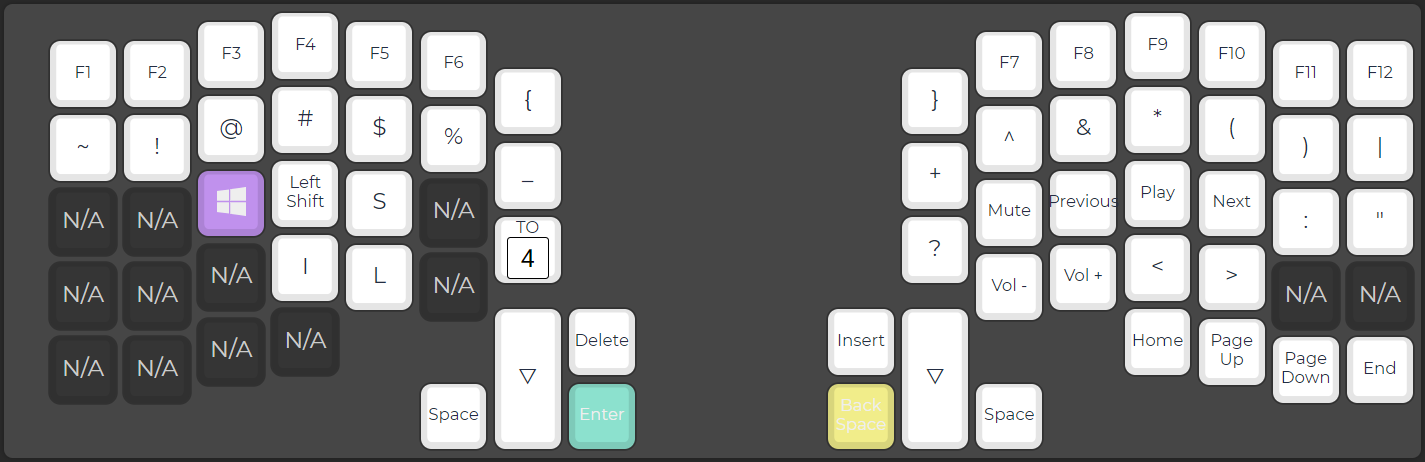 F1 F2 F3 F4 F5 F6 F7 F8 F9 F10 F11 F12
~ ! @ # $ % { } ^ & * ( ) |
N/A N/A Left
Shift S N/A _ + Mute Previous Play Next : "
N/A N/A N/A I L N/A TO
4 ? Vol - Vol + < > N/A N/A
N/A N/A N/A N/A Delete Insert Home Page
Up Page
Down End
Space ▽ Enter Back
Space ▽ Space